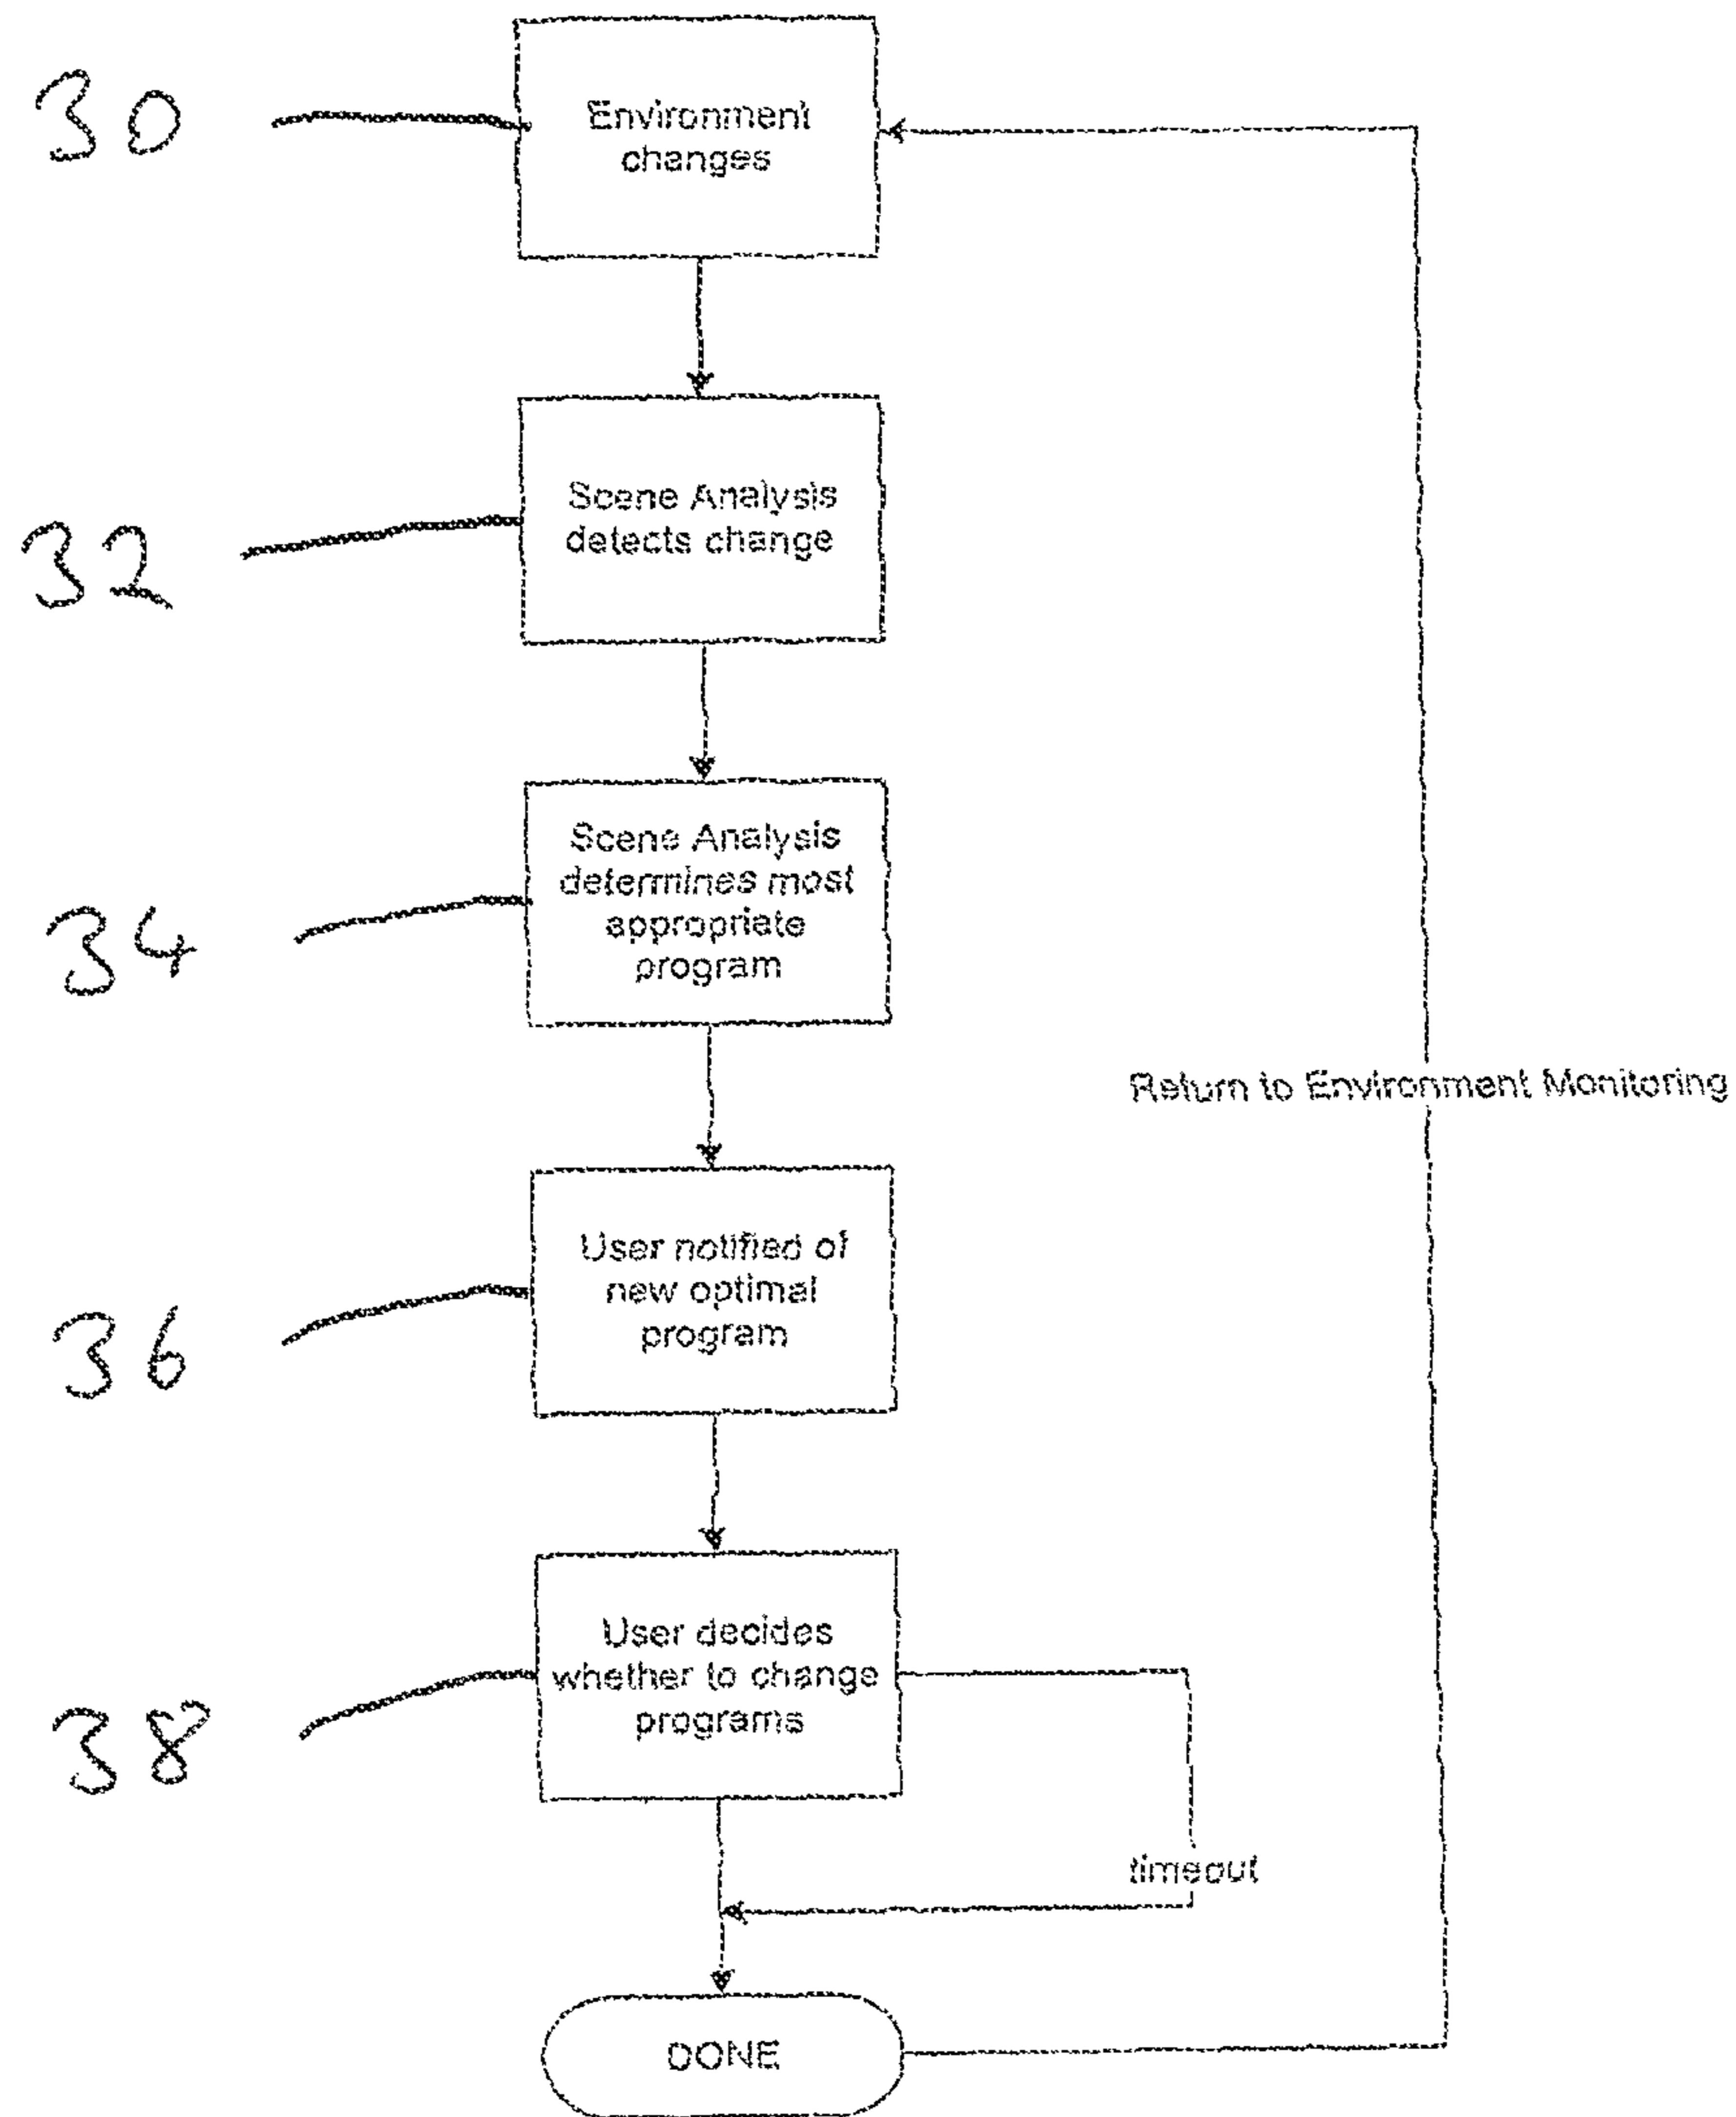 30
Environment
changes
32
Scene Analysis
detects change
34
Scene Analysis
determines most
appropriate
program
Return to Environment Monitoring
36
User notified of
new optimal
program
38
User decides
whether to change
programs
timeout
DONE